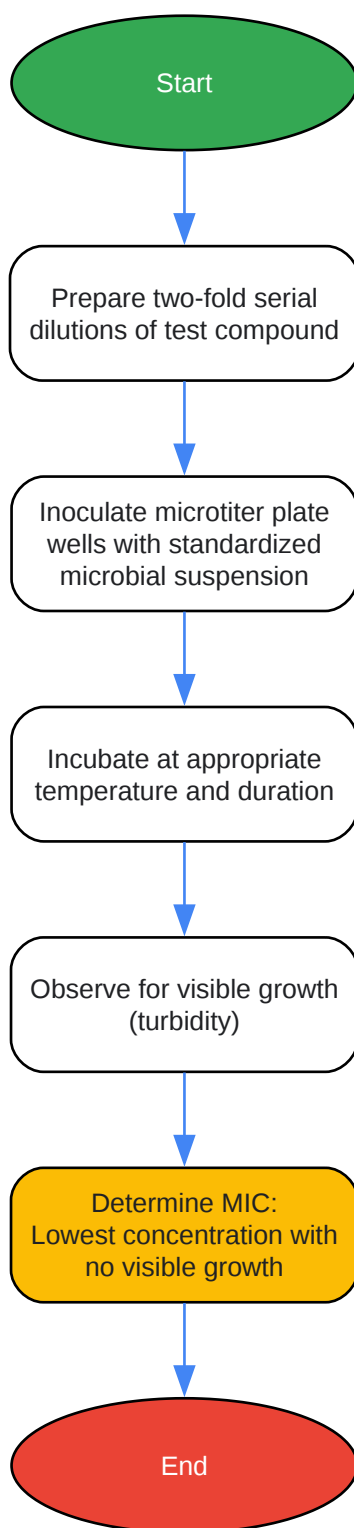 Start
Prepare two-fold serial
dilutions of test compound
Inoculate microtiter plate
wells with standardized
microbial suspension
Incubate at appropriate
temperature and duration
Observe for visible growth
(turbidity)
Determine MIC:
Lowest concentration with
no visible growth
End